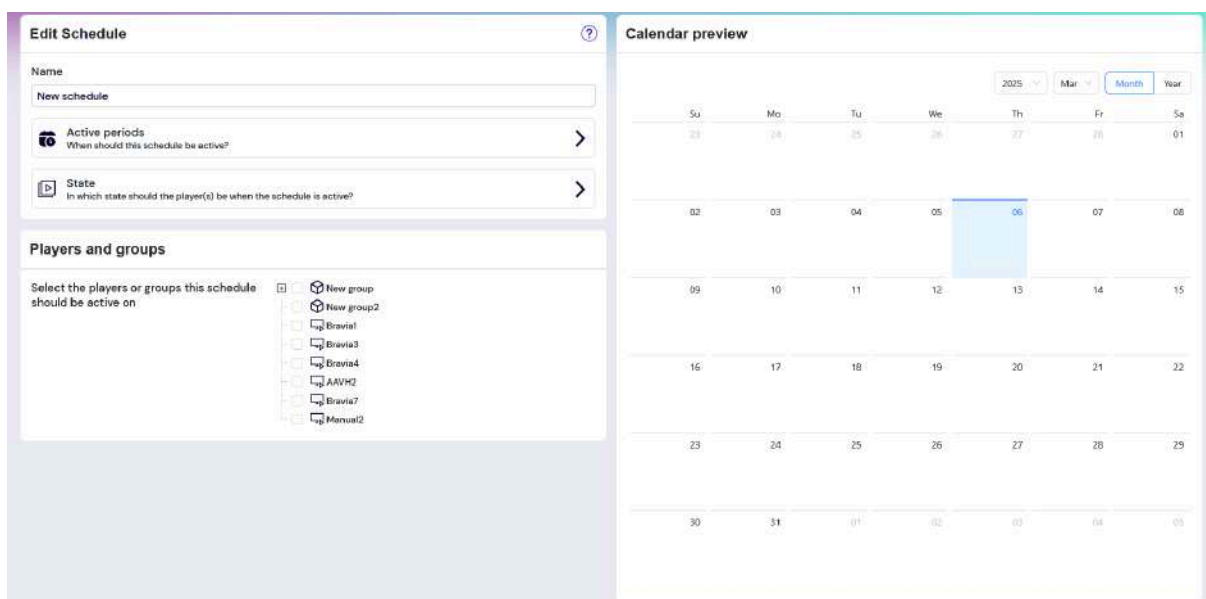 Edit Schedule
?
Name
New schedule
Active periods
When should this schedule be active?
State
In which state should the player(s) be when the schedule is active?
Players and groups
Select the players or groups this schedule
should be active on
New group
New group2
Bravia1
Bravia3
Bravia4
AAVH2
Bravia7
Manual2
Calendar preview
2025 Mar Month Year
Su Mo Tu We Th Fr Sa
23 24 25 26 27 28 01
02 03 04 05 06 07 08
09 10 11 12 13 14 15
16 17 18 19 20 21 22
23 24 25 26 27 28 29
30 31 01 02 03 04 05